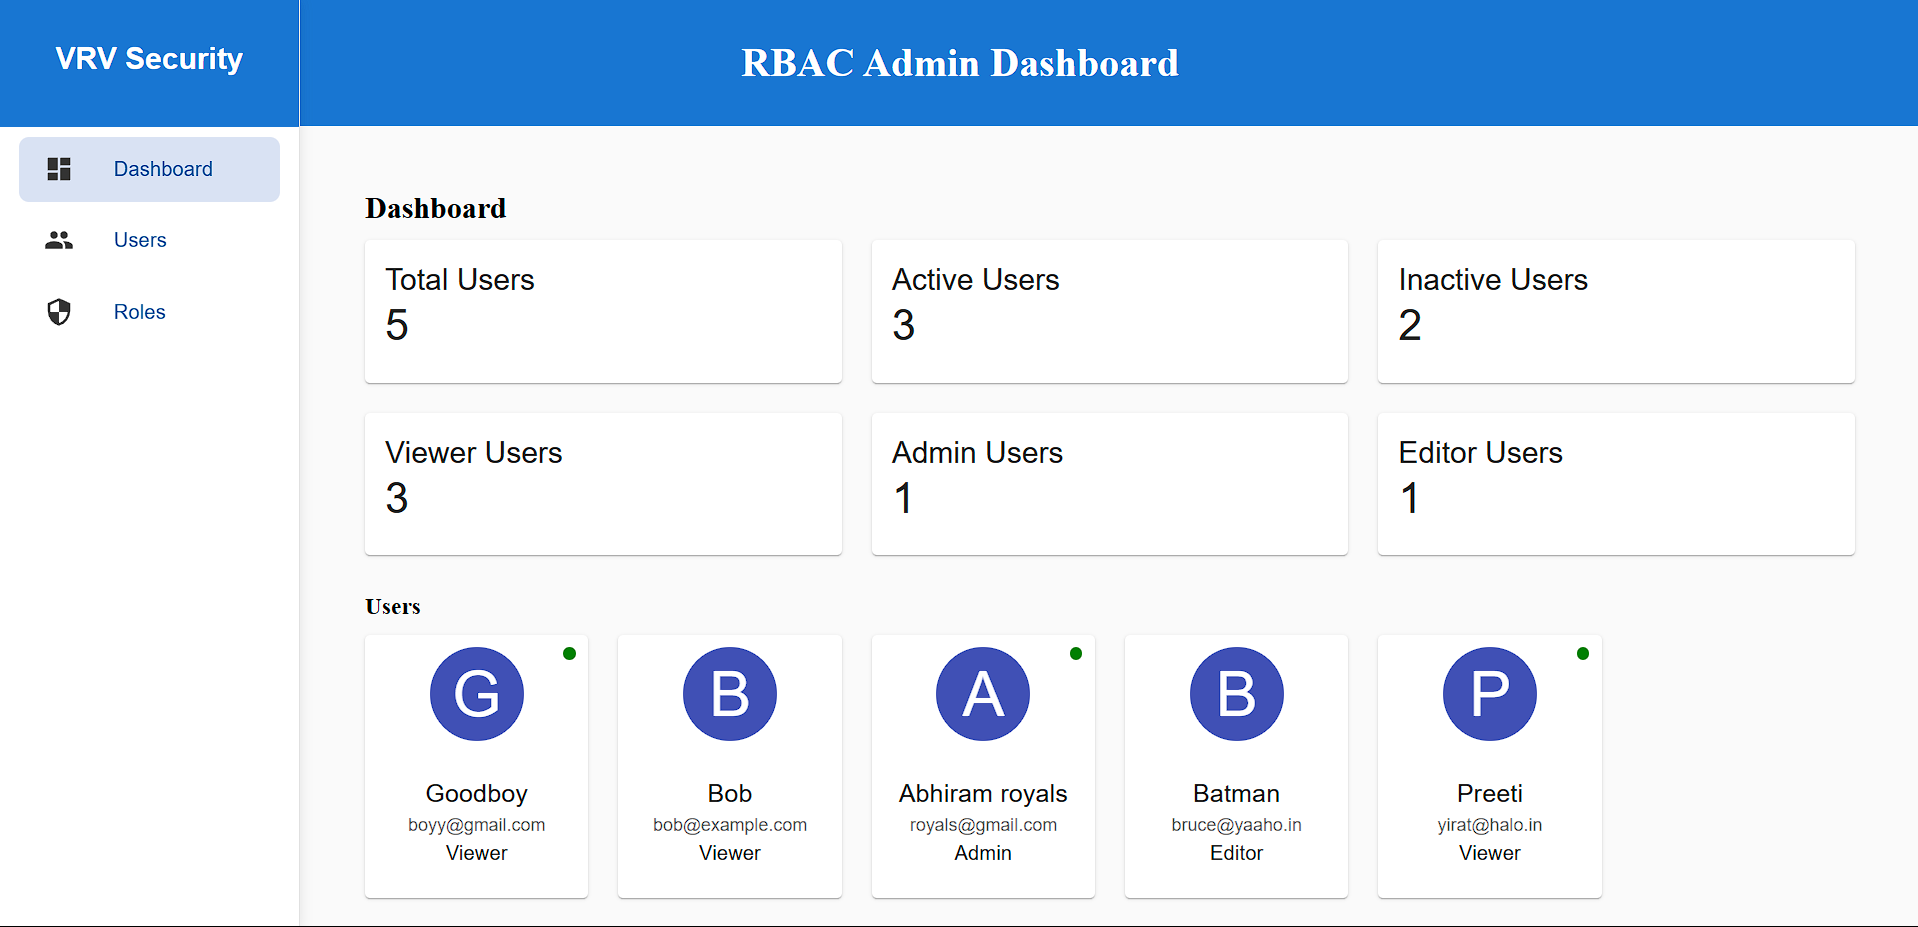 VRV Security
RBAC Admin Dashboard
Dashboard
Users
Roles
Dashboard
Total Users
5
Active Users
3
Inactive Users
2
Viewer Users
3
Admin Users
1
Editor Users
1
Users
G
Goodboy
boyy@gmail.com
Viewer
B
Bob
bob@example.com
Viewer
A
Abhiram royals
royals@gmail.com
Admin
B
Batman
bruce@yaaho.in
Editor
P
Preeti
yirat@halo.in
Viewer